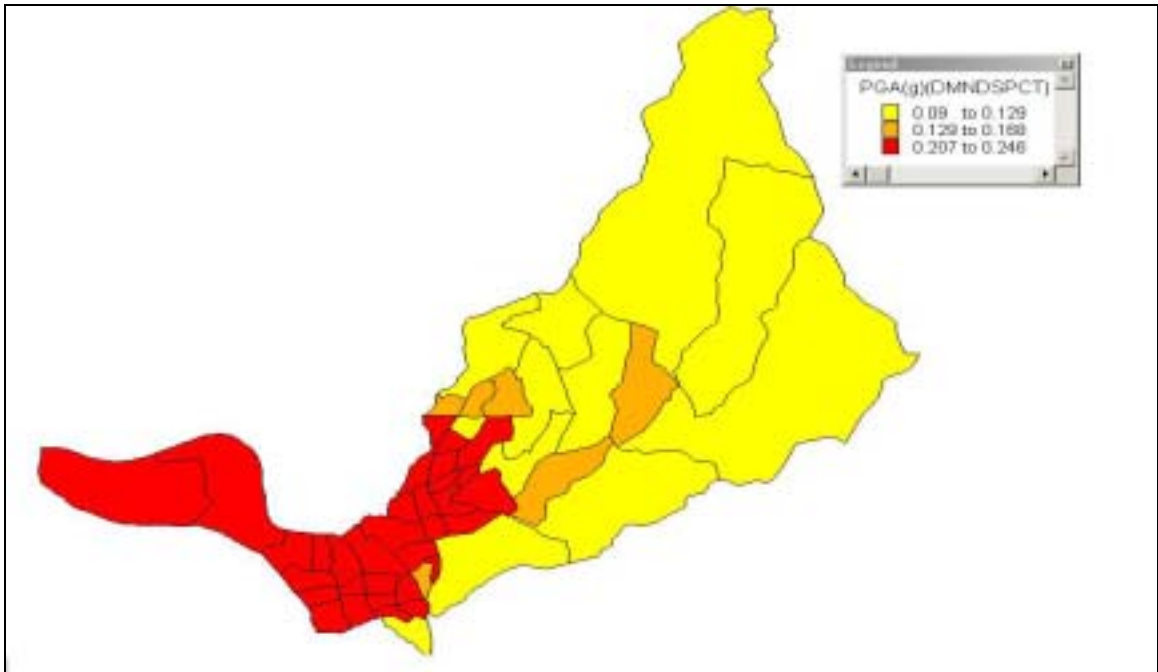 Legend
PGA(g)(DMNDSPCT)
0.09 to 0.129
0.129 to 0.168
0.207 to 0.246